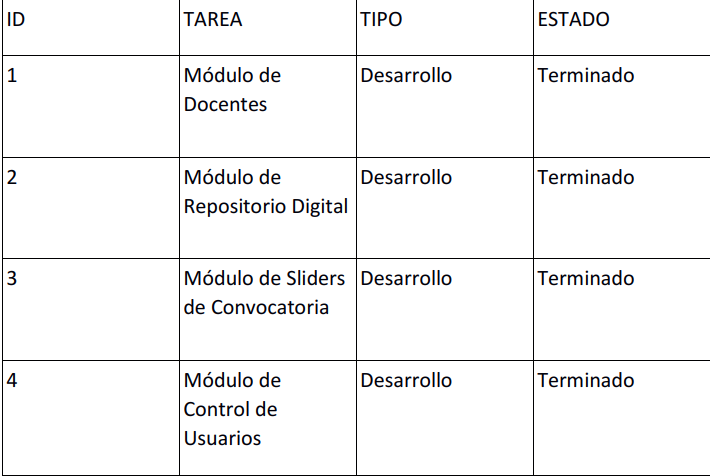 ID TAREA TIPO ESTADO
1 Módulo de Desarrollo Terminado
Docentes
2 Módulo de Desarrollo Terminado
Repositorio Digital
3 Módulo de Sliders Desarrollo Terminado
de Convocatoria
4 Módulo de Desarrollo Terminado
Control de
Usuarios